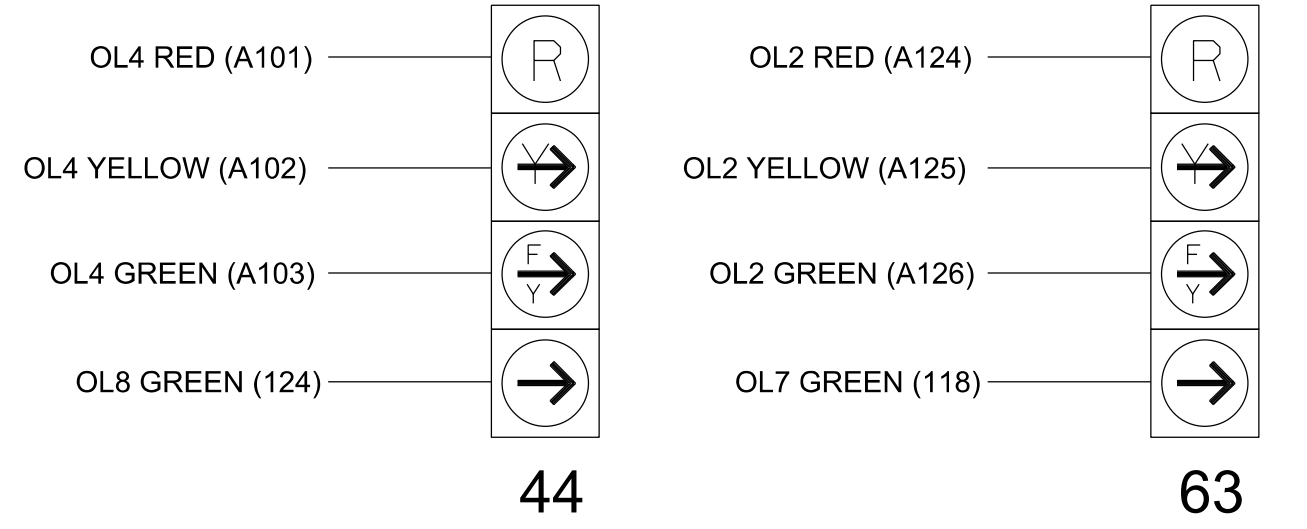 OL4 RED (A101)
R
OL4 YELLOW (A102)
Y
OL4 GREEN (A103)
F
Y
OL8 GREEN (124)
44
OL2 RED (A124)
R
OL2 YELLOW (A125)
Y
OL2 GREEN (A126)
F
Y
OL7 GREEN (118)
63